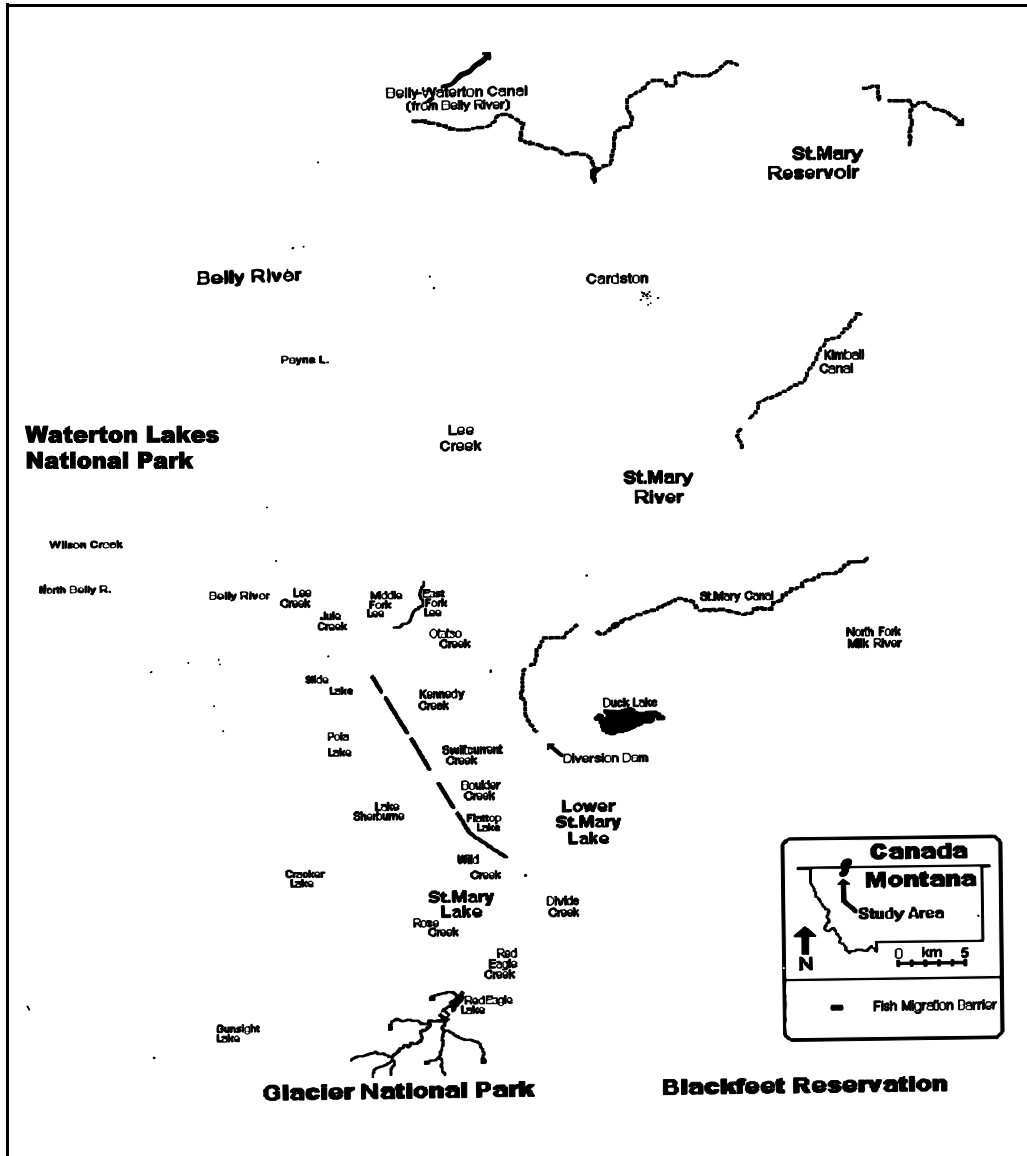 Belly-Waterton Canal
(from Belly River)
St.Mary
Reservoir
Belly River
Cardston
Payne L.
Kimball
Canal
Waterton Lakes
National Park
Lee
Creek
St.Mary
River
Wilson Creek
North Belly R.
Belly River
Lee
Creek
Jule
Creek
Middle
Fork
Lee
East
Fork
Lee
Otatso
Creek
St.Mary Canal
North Fork
Milk River
Slide
Lake
Kennedy
Creek
Duck Lake
Poia
Lake
Swiftcurrent
Creek
Diversion Dam
Boulder
Creek
Lake
Sherburne
Flattop
Lake
Lower
St.Mary
Lake
Wild
Creek
Cracker
Lake
St.Mary
Lake
Divide
Creek
Rose
Creek
Red
Eagle
Creek
Red Eagle
Lake
Gunsight
Lake
Glacier National Park
Blackfeet Reservation
Canada
Montana
Study Area
N
0 km 5
Fish Migration Barrier